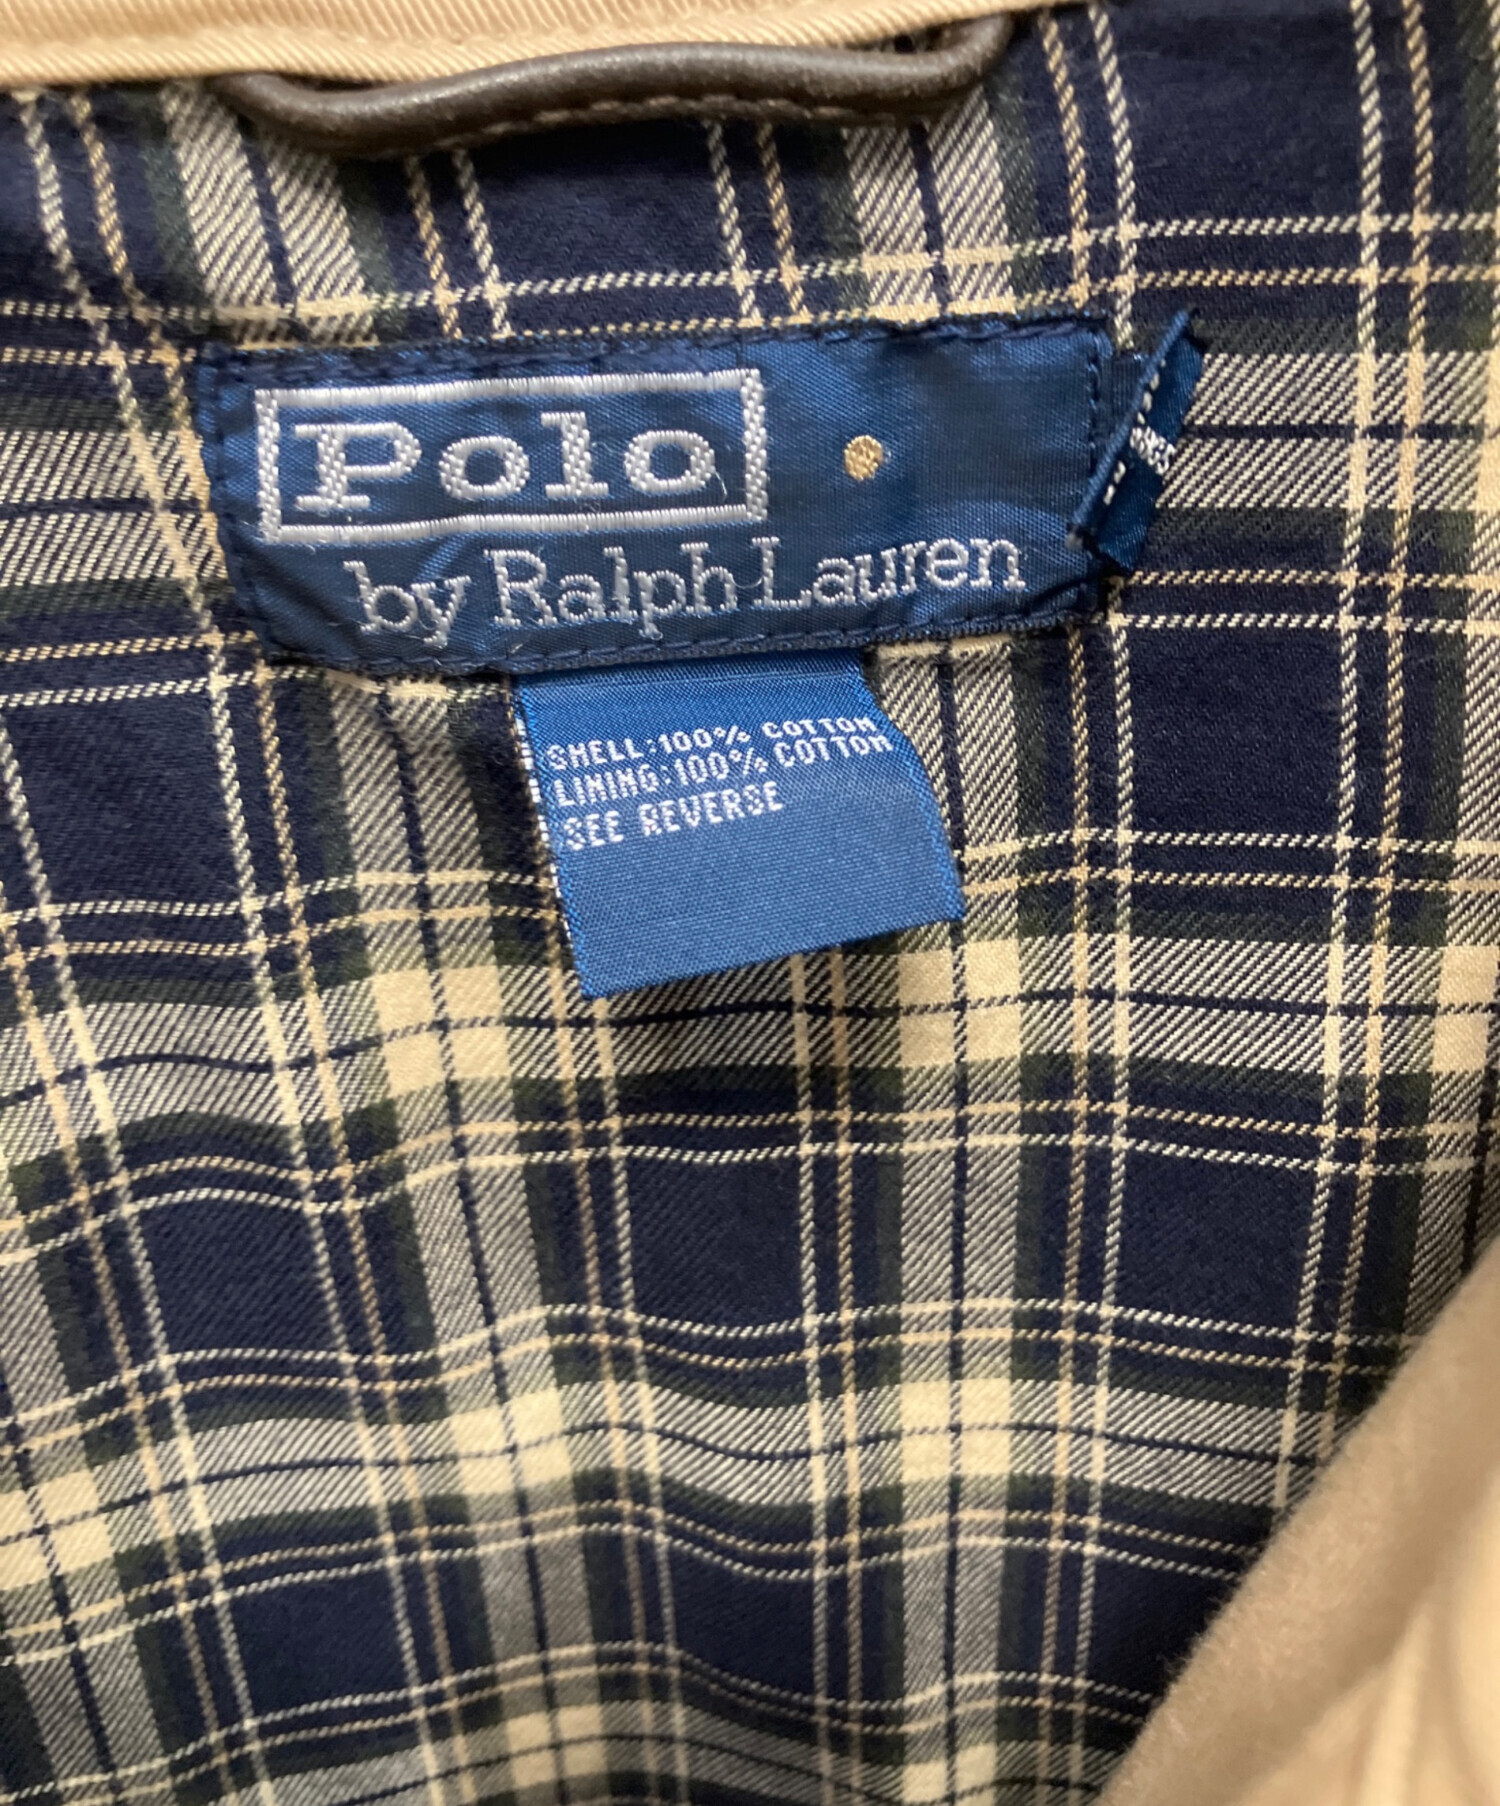 Polo
by Ralph Lauren
SHELL:100% COTTON
LINING:100% COTTON
SEE REVERSE